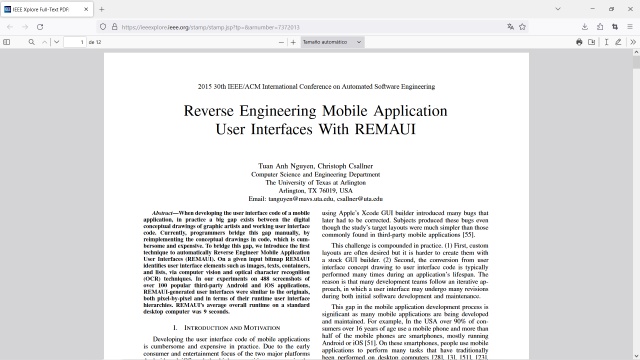 IEEE Xplore Full-Text PDF:
https://ieeexplore.ieee.org/stamp/stamp.jsp?tp=&arnumber=7372013
1 de 12
Tamaño automático
2015 30th IEEE/ACM International Conference on Automated Software Engineering
Reverse Engineering Mobile Application
User Interfaces With REMAUI
Tuan Anh Nguyen, Christoph Csallner
Computer Science and Engineering Department
The University of Texas at Arlington
Arlington, TX 76019, USA
Email: tanguyen@mavs.uta.edu, csallner@uta.edu
Abstract—When developing the user interface code of a mobile
application, in practice a big gap exists between the digital
conceptual drawings of graphic artists and working user interface
code. Currently, programmers bridge this gap manually, by
reimplementing the conceptual drawings in code, which is cum-
bersome and expensive. To bridge this gap, we introduce the first
technique to automatically Reverse Engineer Mobile Application
User Interfaces (REMAUI). On a given input bitmap REMAUI
identifies user interface elements such as images, texts, containers,
and lists, via computer vision and optical character recognition
(OCR) techniques. In our experiments on 488 screenshots of
over 100 popular third-party Android and iOS applications,
REMAUI-generated user interfaces were similar to the originals,
both pixel-by-pixel and in terms of their runtime user interface
hierarchies. REMAUI's average overall runtime on a standard
desktop computer was 9 seconds.
I. INTRODUCTION AND MOTIVATION
Developing the user interface code of mobile applications
is cumbersome and expensive in practice. Due to the early
consumer and entertainment focus of the two major platforms
using Apple's Xcode GUI builder introduced many bugs that
later had to be corrected. Subjects produced these bugs even
though the study's target layouts were much simpler than those
commonly found in third-party mobile applications [55].
This challenge is compounded in practice. (1) First, custom
layouts are often desired but it is harder to create them with
a stock GUI builder. (2) Second, the conversion from user
interface concept drawing to user interface code is typically
performed many times during an application's lifespan. The
reason is that many development teams follow an iterative ap-
proach, in which a user interface may undergo many revisions
during both initial software development and maintenance.
This gap in the mobile application development process is
significant as many mobile applications are being developed
and maintained. For example, In the USA over 90% of con-
sumers over 16 years of age use a mobile phone and more than
half of the mobile phones are smartphones, mostly running
Android or iOS [51]. On these smartphones, people use mobile
applications to perform many tasks that have traditionally
been performed on desktop computers [28], [3], [51], [23],